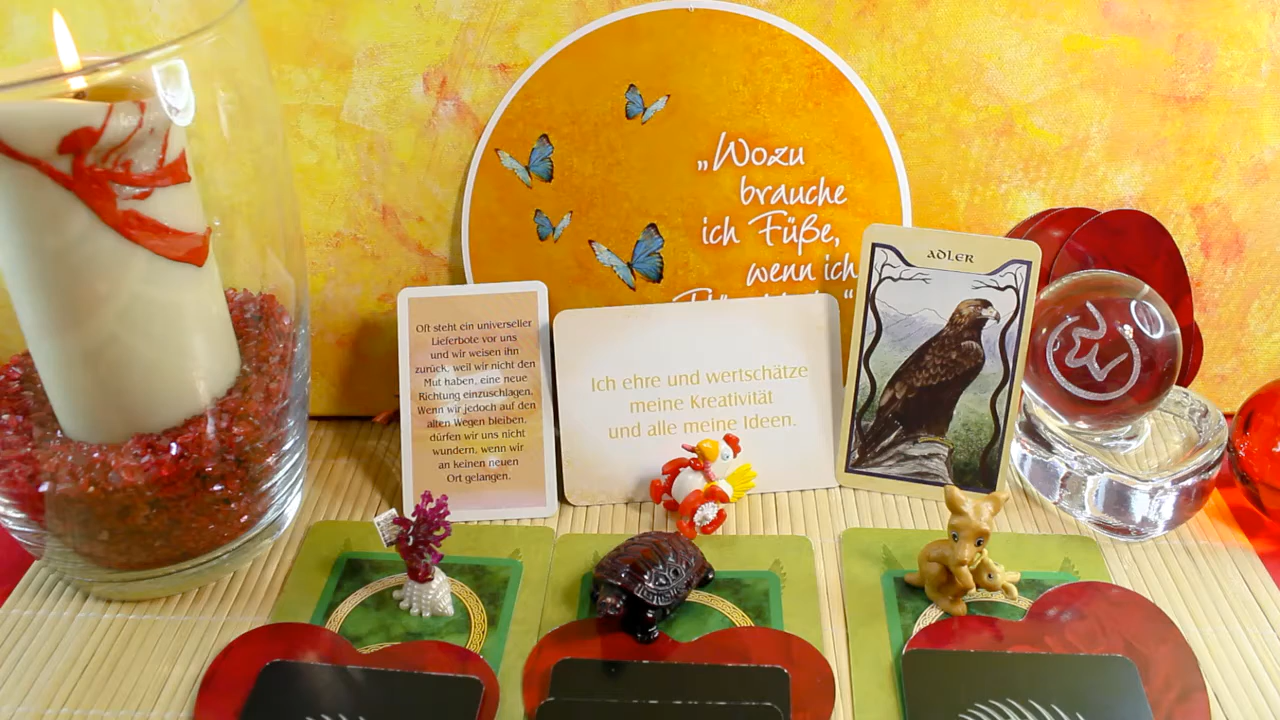 „Wozu
brauche
ich Füße,
wenn ich
ADLER
Oft steht ein universeller
Lieferbote vor uns
und wir weisen ihn
zurück, weil wir nicht den
Mut haben, eine neue
Richtung einzuschlagen.
Wenn wir jedoch auf den
alten Wegen bleiben,
dürfen wir uns nicht
wundern, wenn wir
an keinen neuen
Ort gelangen.
Ich ehre und wertschätze
meine Kreativität
und alle meine Ideen.